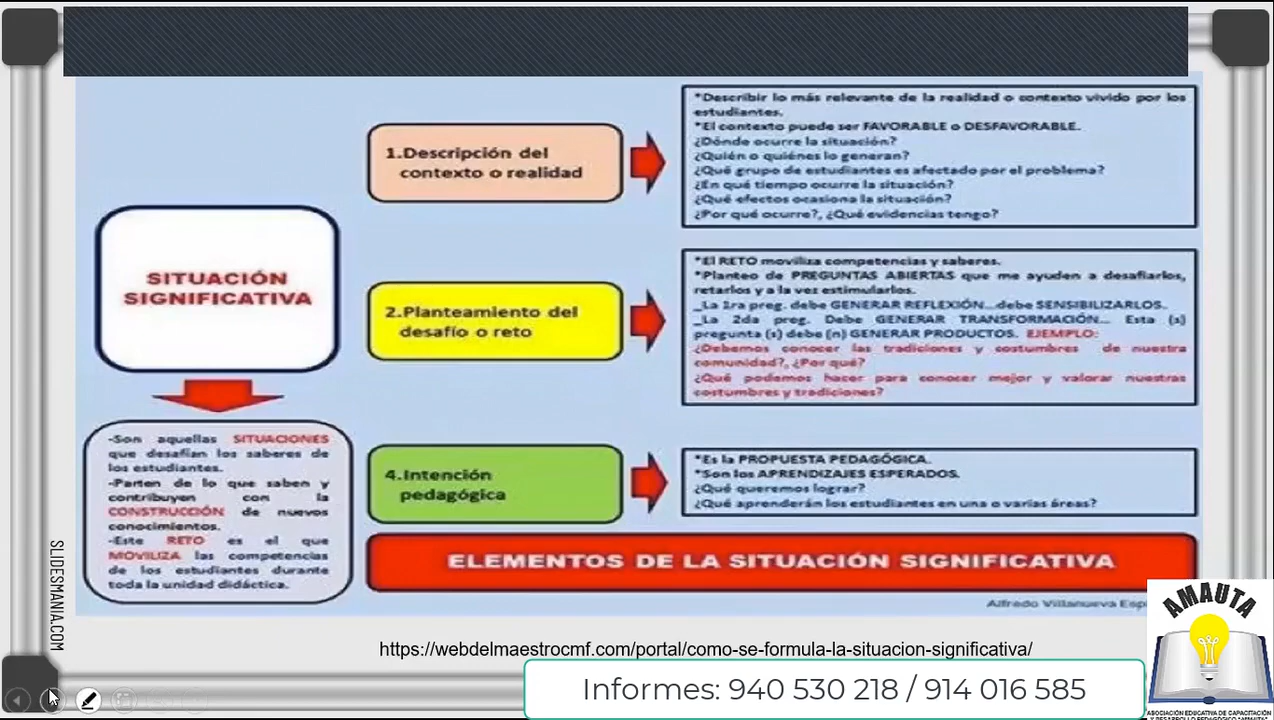 SITUACIÓN
SIGNIFICATIVA
-Son aquellas SITUACIONES
que desafían los saberes de
los estudiantes.
-Parten de lo que saben y
contribuyen con la
CONSTRUCCIÓN de nuevos
conocimientos.
-Este RETO es el que
MOVILIZA las competencias
de los estudiantes durante
toda la unidad didáctica.
1.Descripción del
contexto o realidad
*Describir lo más relevante de la realidad o contexto vivido por los
estudiantes.
*El contexto puede ser FAVORABLE o DESFAVORABLE.
¿Dónde ocurre la situación?
¿Quién o quiénes lo generan?
¿Qué grupo de estudiantes es afectado por el problema?
¿En qué tiempo ocurre la situación?
¿Qué efectos ocasiona la situación?
¿Por qué ocurre?, ¿Qué evidencias tengo?
2.Planteamiento del
desafío o reto
*El RETO moviliza competencias y saberes.
*Planteo de PREGUNTAS ABIERTAS que me ayuden a desafiarlos,
retarlos y a la vez estimularlos.
_La 1ra preg. debe GENERAR REFLEXIÓN...debe SENSIBILIZARLOS.
_La 2da preg. Debe GENERAR TRANSFORMACIÓN... Esta (s)
pregunta (s) debe (n) GENERAR PRODUCTOS. EJEMPLO:
¿Debemos conocer las tradiciones y costumbres de nuestra
comunidad?, ¿Por qué?
¿Qué podemos hacer para conocer mejor y valorar nuestras
costumbres y tradiciones?
4.Intención
pedagógica
*Es la PROPUESTA PEDAGÓGICA.
*Son los APRENDIZAJES ESPERADOS.
¿Qué queremos lograr?
¿Qué aprenderán los estudiantes en una o varias áreas?
ELEMENTOS DE LA SITUACIÓN SIGNIFICATIVA
Alfredo Villanueva Esp
SLIDESMANIA.COM
https://webdelmaestrocmf.com/portal/como-se-formula-la-situacion-significativa/
Informes: 940 530 218 / 914 016 585
AMAUTA
ASOCIACIÓN EDUCATIVA DE CAPACITACIÓN
Y DESARROLLO PEDAGÓGICO AMAUTA